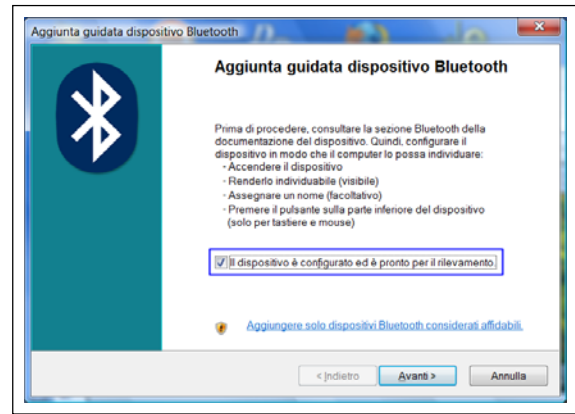 Aggiunta guidata dispositivo Bluetooth
Aggiunta guidata dispositivo Bluetooth
Prima di procedere, consultare la sezione Bluetooth della
documentazione del dispositivo. Quindi, configurare il
dispositivo in modo che il computer lo possa individuare:
- Accendere il dispositivo
- Renderlo individuabile (visibile)
- Assegnare un nome (facoltativo)
- Premere il pulsante sulla parte inferiore del dispositivo
(solo per tastiere e mouse)
Il dispositivo è configurato ed è pronto per il rilevamento.
Aggiungere solo dispositivi Bluetooth considerati affidabili.
< Indietro Avanti > Annulla